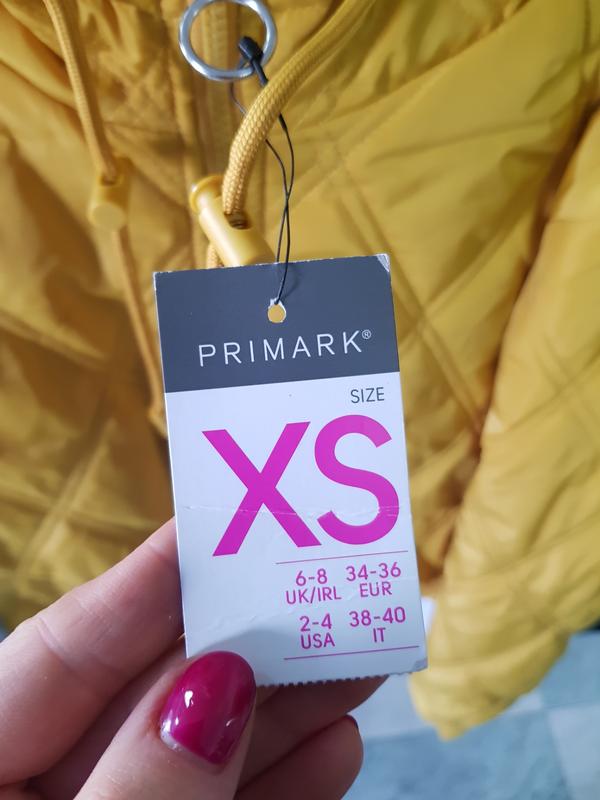 PRIMARK®
SIZE
XS
6-8 34-36
UK/IRL EUR
2-4 38-40
USA IT